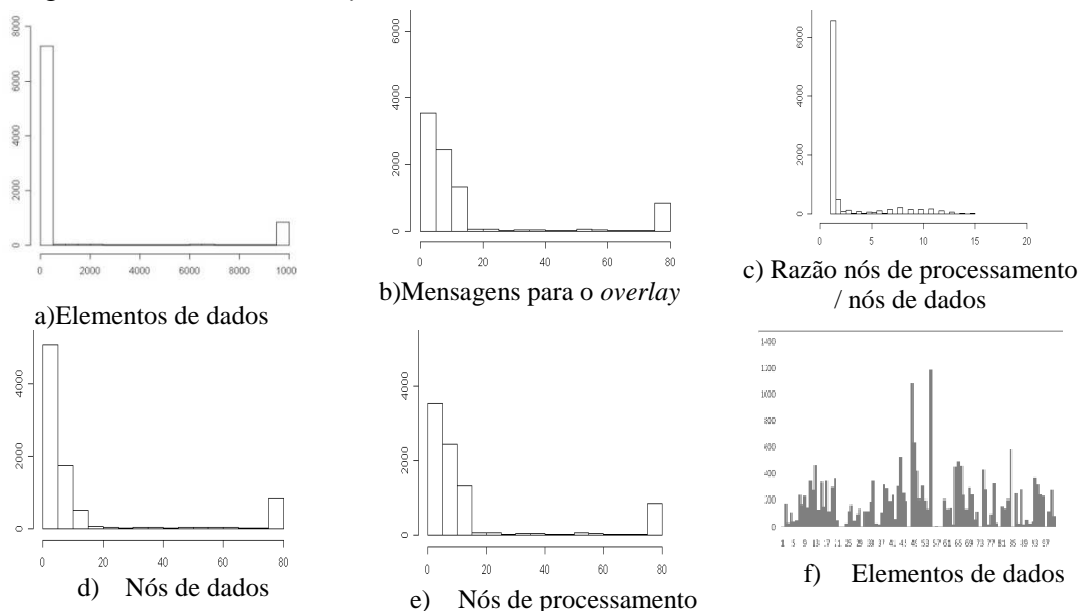 8000
6000
4000
2000
0
0 2000 4000 6000 8000 1000
a)Elementos de dados
6000
4000
2000
0
0 20 40 60 80
b)Mensagens para o overlay
6000
4000
2000
0
0 5 10 15 20
c) Razão nós de processamento
/ nós de dados
4000
2000
0
0 20 40 60 80
d) Nós de dados
4000
2000
0
0 20 40 60 80
e) Nós de processamento
1400
1200
1000
800
600
400
200
0
f) Elementos de dados